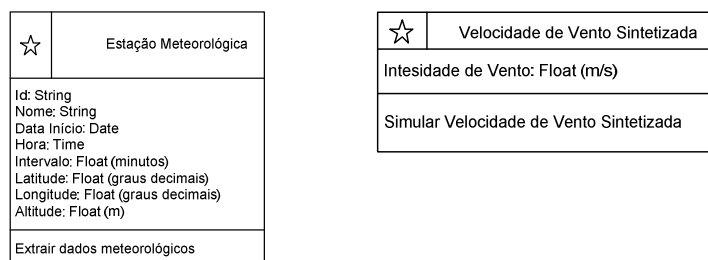 Estação Meteorológica
Id: String
Nome: String
Data Início: Date
Hora: Time
Intervalo: Float (minutos)
Latitude: Float (graus decimais)
Longitude: Float (graus decimais)
Altitude: Float (m)
Extrair dados meteorológicos
Velocidade de Vento Sintetizada
Intesidade de Vento: Float (m/s)
Simular Velocidade de Vento Sintetizada